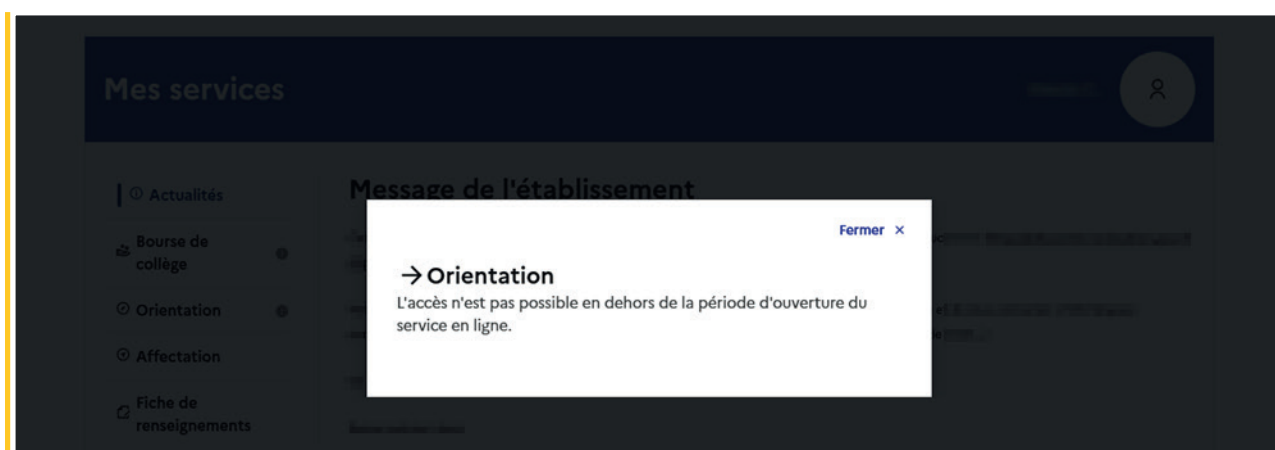 Mes services
Actualités
Message de l'établissement
Fermer ×
Bourse de
collège
→ Orientation
L'accès n'est pas possible en dehors de la période d'ouverture du
service en ligne.
Orientation
Affectation
Fiche de
renseignements